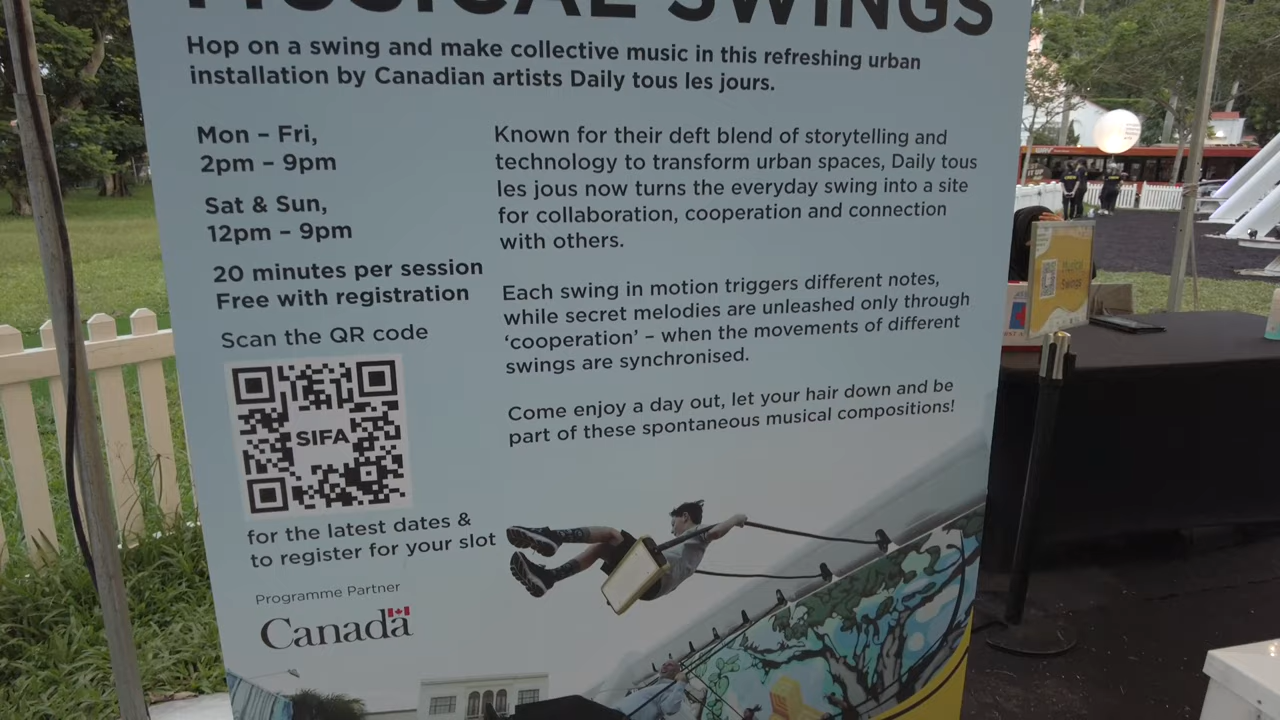 MUSICAL SWINGS
Hop on a swing and make collective music in this refreshing urban
installation by Canadian artists Daily tous les jours.
Mon – Fri,
2pm – 9pm
Sat & Sun,
12pm – 9pm
20 minutes per session
Free with registration
Scan the QR code
SIFA
for the latest dates &
to register for your slot
Programme Partner
Canada
Known for their deft blend of storytelling and
technology to transform urban spaces, Daily tous
les jous now turns the everyday swing into a site
for collaboration, cooperation and connection
with others.
Each swing in motion triggers different notes,
while secret melodies are unleashed only through
‘cooperation’ – when the movements of different
swings are synchronised.
Come enjoy a day out, let your hair down and be
part of these spontaneous musical compositions!
Musical
Swings